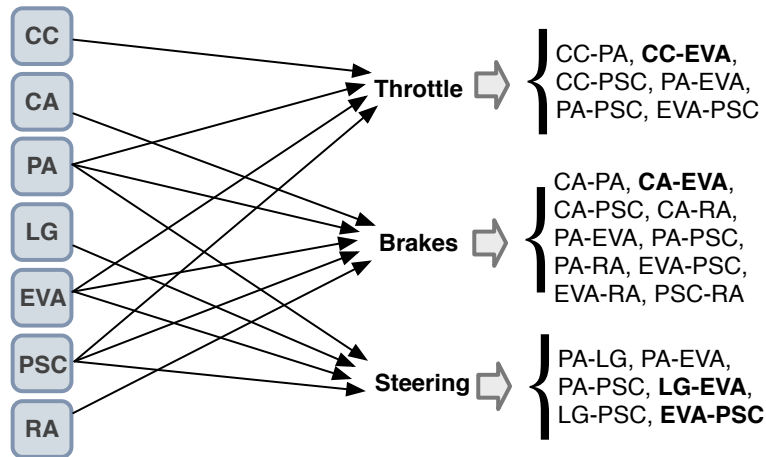 CC
CA
PA
LG
EVA
PSC
RA
Throttle
Brakes
Steering
CC-PA, CC-EVA,
CC-PSC, PA-EVA,
PA-PSC, EVA-PSC
CA-PA, CA-EVA,
CA-PSC, CA-RA,
PA-EVA, PA-PSC,
PA-RA, EVA-PSC,
EVA-RA, PSC-RA
PA-LG, PA-EVA,
PA-PSC, LG-EVA,
LG-PSC, EVA-PSC